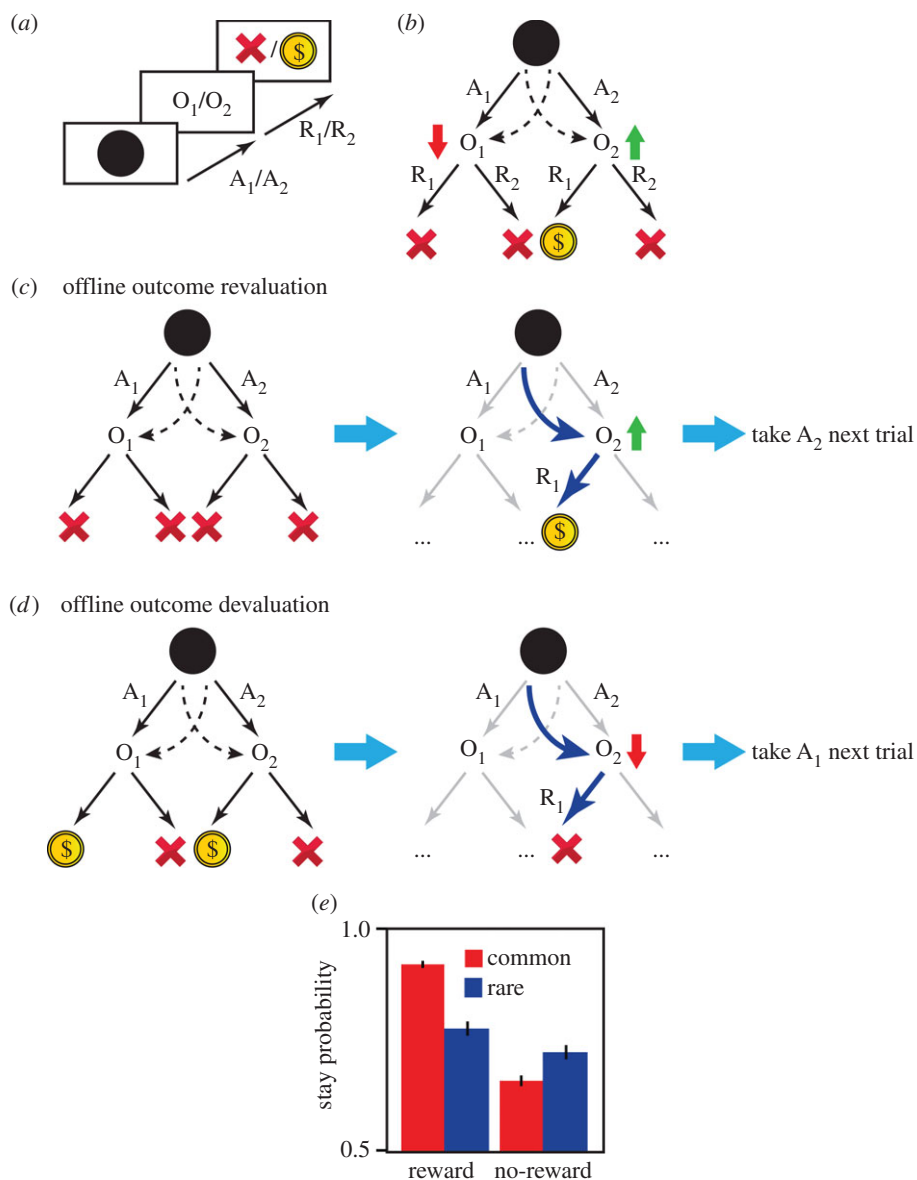 (a)
$
O1/O2
R1/R2
A1/A2
(b)
A1 A2
O1 O2
R1 R2 R1 R2
$
(c) offline outcome revaluation
A1 A2
O1 O2
A1 A2
O1 O2
R1
... ... $ ...
take A2 next trial
(d) offline outcome devaluation
A1 A2
O1 O2
$ $
A1 A2
O1 O2
R1
... ... ...
take A1 next trial
(e)
1.0
0.5
stay probability
common
rare
reward no-reward